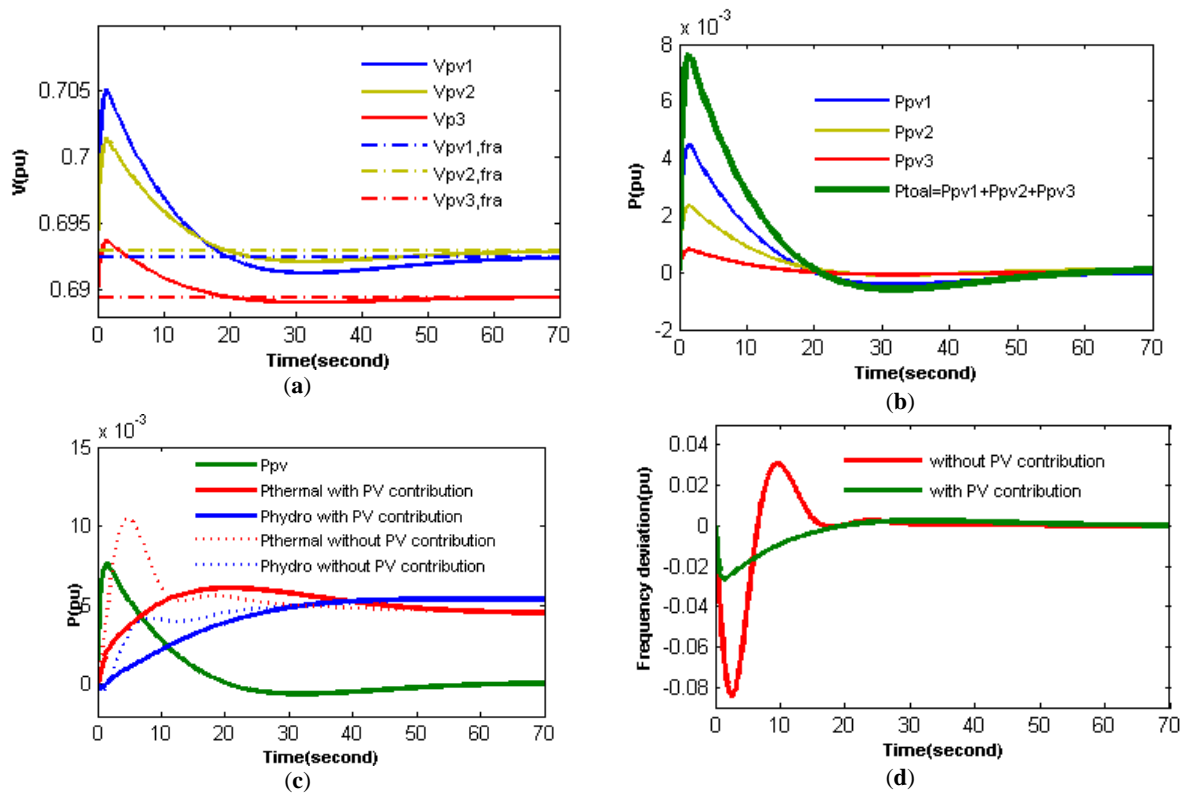 V(pu)
0.705
0.7
0.695
0.69
Vpv1
Vpv2
Vp3
Vpv1,fra
Vpv2,fra
Vpv3,fra
0 10 20 30 40 50 60 70
Time(second)
(a)
x 10⁻³
P(pu)
8
6
4
2
0
-2
Ppv1
Ppv2
Ppv3
Ptoal=Ppv1+Ppv2+Ppv3
0 10 20 30 40 50 60 70
Time(second)
(b)
x 10⁻³
P(pu)
15
10
5
0
Ppv
Pthermal with PV contribution
Phydro with PV contribution
Pthermal without PV contribution
Phydro without PV contribution
0 10 20 30 40 50 60 70
Time(second)
(c)
Frequency deviation(pu)
0.04
0.02
0
-0.02
-0.04
-0.06
-0.08
without PV contribution
with PV contribution
0 10 20 30 40 50 60 70
Time(second)
(d)